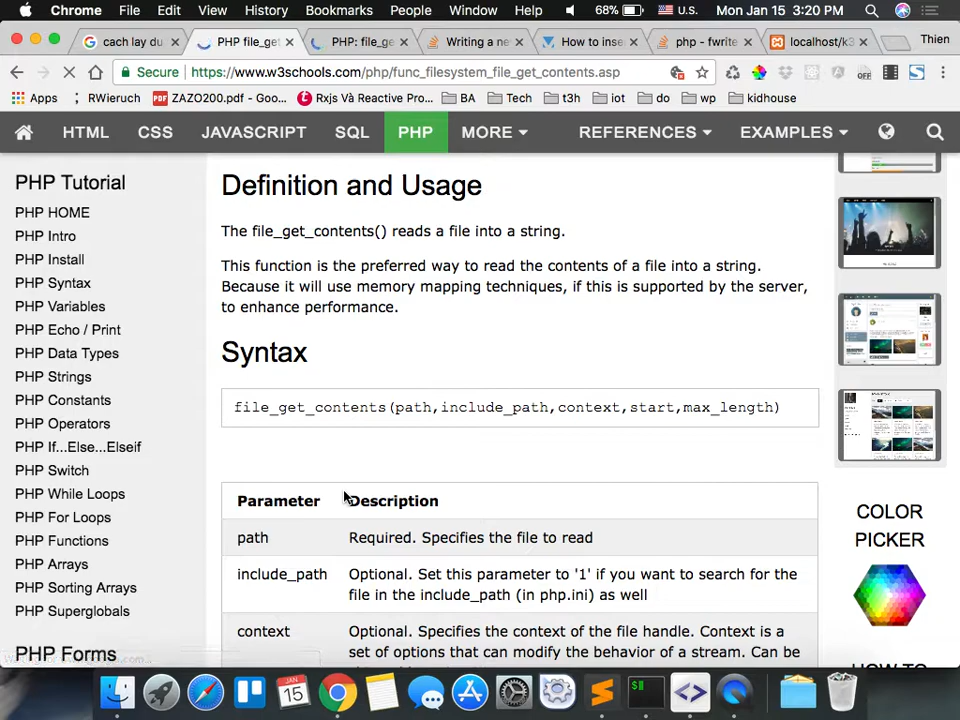 Chrome File Edit View History Bookmarks People Window Help 68% U.S. Mon Jan 15 3:20 PM
cach lay du PHP file_get PHP: file_ge Writing a ne How to inse php - fwrite localhost/k3 Thien
Secure https://www.w3schools.com/php/func_filesystem_file_get_contents.asp OFF
Apps RWieruch ZAZO200.pdf - Goo... Rxjs Và Reactive Pro... BA Tech t3h iot do wp kidhouse
HTML CSS JAVASCRIPT SQL PHP MORE REFERENCES EXAMPLES
PHP Tutorial
PHP HOME
PHP Intro
PHP Install
PHP Syntax
PHP Variables
PHP Echo / Print
PHP Data Types
PHP Strings
PHP Constants
PHP Operators
PHP If...Else...Elseif
PHP Switch
PHP While Loops
PHP For Loops
PHP Functions
PHP Arrays
PHP Sorting Arrays
PHP Superglobals
PHP Forms
Definition and Usage
The file_get_contents() reads a file into a string.
This function is the preferred way to read the contents of a file into a string.
Because it will use memory mapping techniques, if this is supported by the server,
to enhance performance.
Syntax
file_get_contents(path,include_path,context,start,max_length)
Parameter Description
path Required. Specifies the file to read
include_path Optional. Set this parameter to '1' if you want to search for the
file in the include_path (in php.ini) as well
context Optional. Specifies the context of the file handle. Context is a
set of options that can modify the behavior of a stream. Can be
COLOR
PICKER
HOW TO
JAN
15